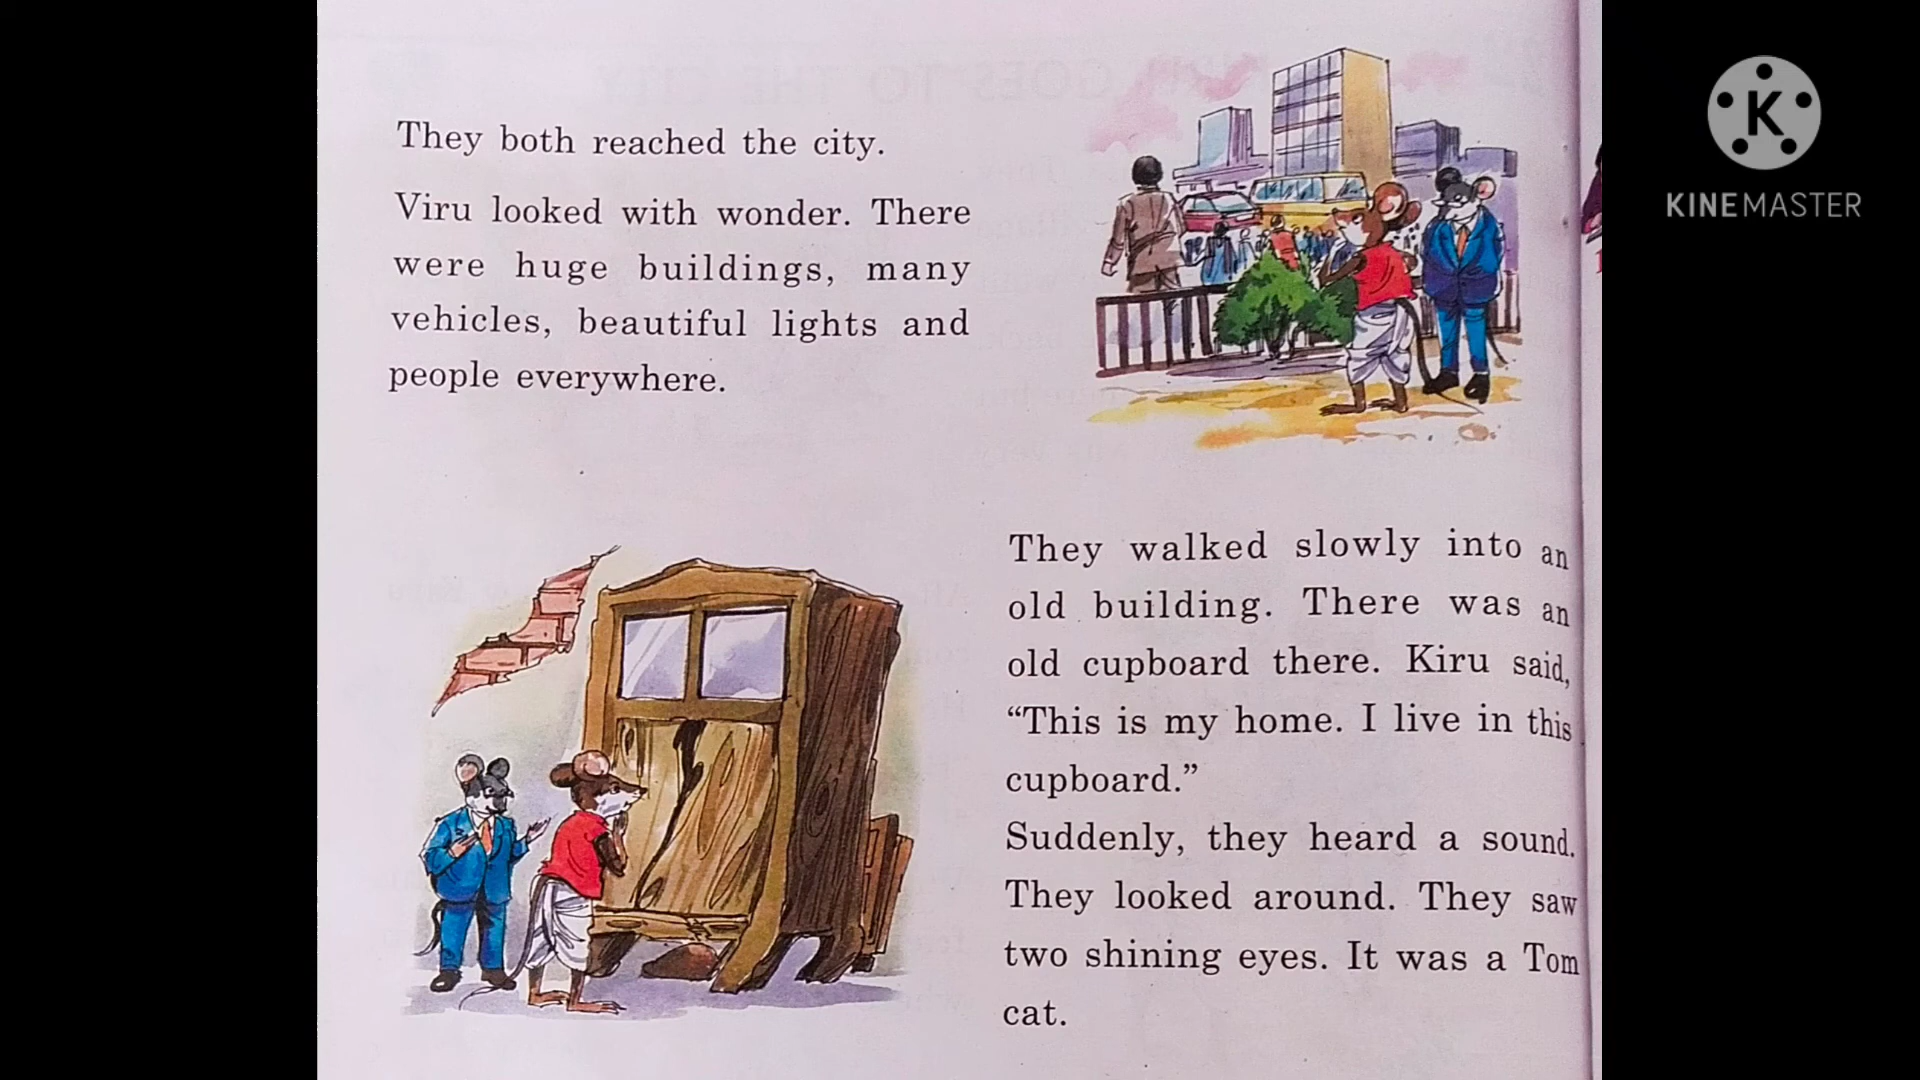 They both reached the city.
Viru looked with wonder. There
were huge buildings, many
vehicles, beautiful lights and
people everywhere.
They walked slowly into an
old building. There was an
old cupboard there. Kiru said,
“This is my home. I live in this
cupboard.”
Suddenly, they heard a sound.
They looked around. They saw
two shining eyes. It was a Tom
cat.
K
KINEMASTER